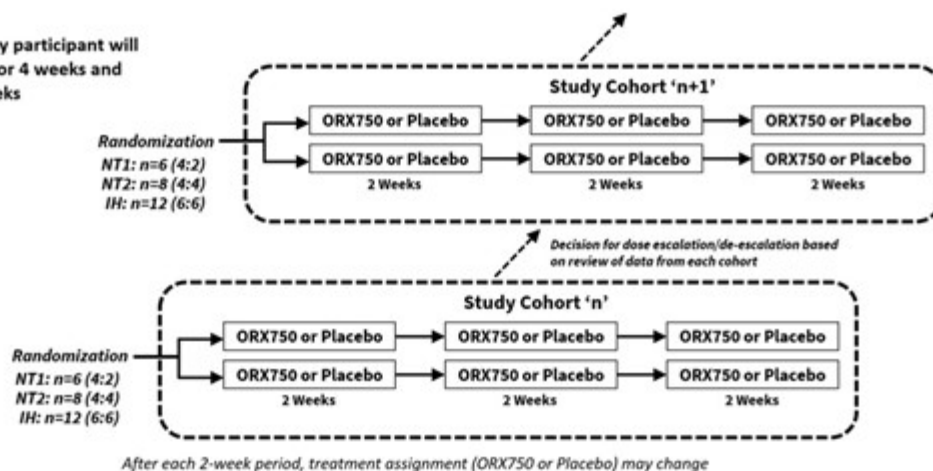 y participant will
or 4 weeks and
eks
Study Cohort ‘n+1’
Randomization
NT1: n=6 (4:2)
NT2: n=8 (4:4)
IH: n=12 (6:6)
ORX750 or Placebo
ORX750 or Placebo
ORX750 or Placebo
ORX750 or Placebo
ORX750 or Placebo
ORX750 or Placebo
2 Weeks
2 Weeks
2 Weeks
Decision for dose escalation/de-escalation based
on review of data from each cohort
Study Cohort ‘n’
Randomization
NT1: n=6 (4:2)
NT2: n=8 (4:4)
IH: n=12 (6:6)
ORX750 or Placebo
ORX750 or Placebo
ORX750 or Placebo
ORX750 or Placebo
ORX750 or Placebo
ORX750 or Placebo
2 Weeks
2 Weeks
2 Weeks
After each 2-week period, treatment assignment (ORX750 or Placebo) may change